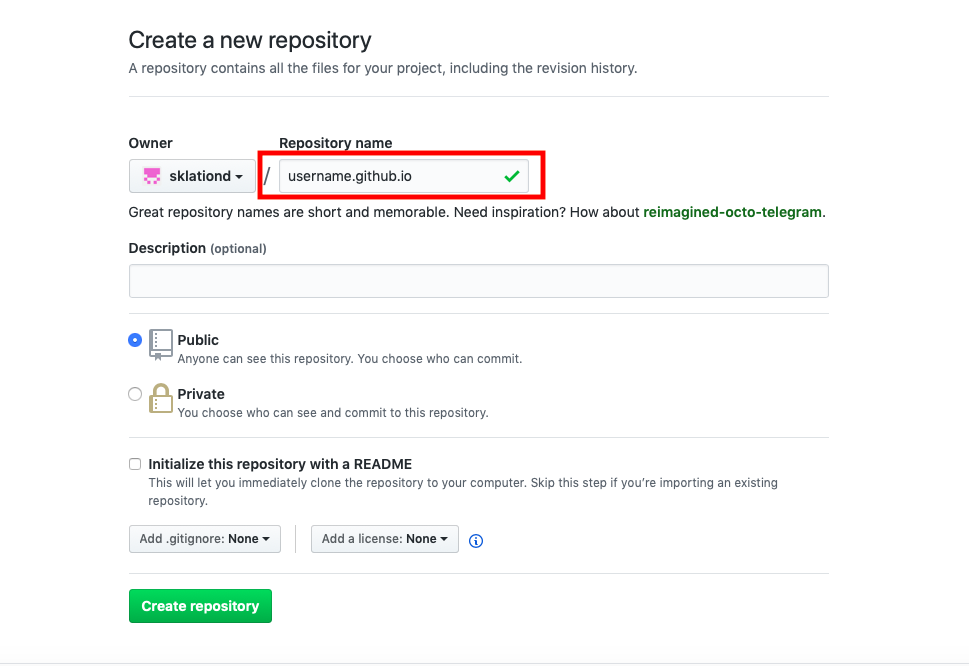 Create a new repository
A repository contains all the files for your project, including the revision history.
Owner
Repository name
sklationd / username.github.io
Great repository names are short and memorable. Need inspiration? How about reimagined-octo-telegram.
Description (optional)
Public
Anyone can see this repository. You choose who can commit.
Private
You choose who can see and commit to this repository.
Initialize this repository with a README
This will let you immediately clone the repository to your computer. Skip this step if you’re importing an existing
repository.
Add .gitignore: None
Add a license: None
Create repository